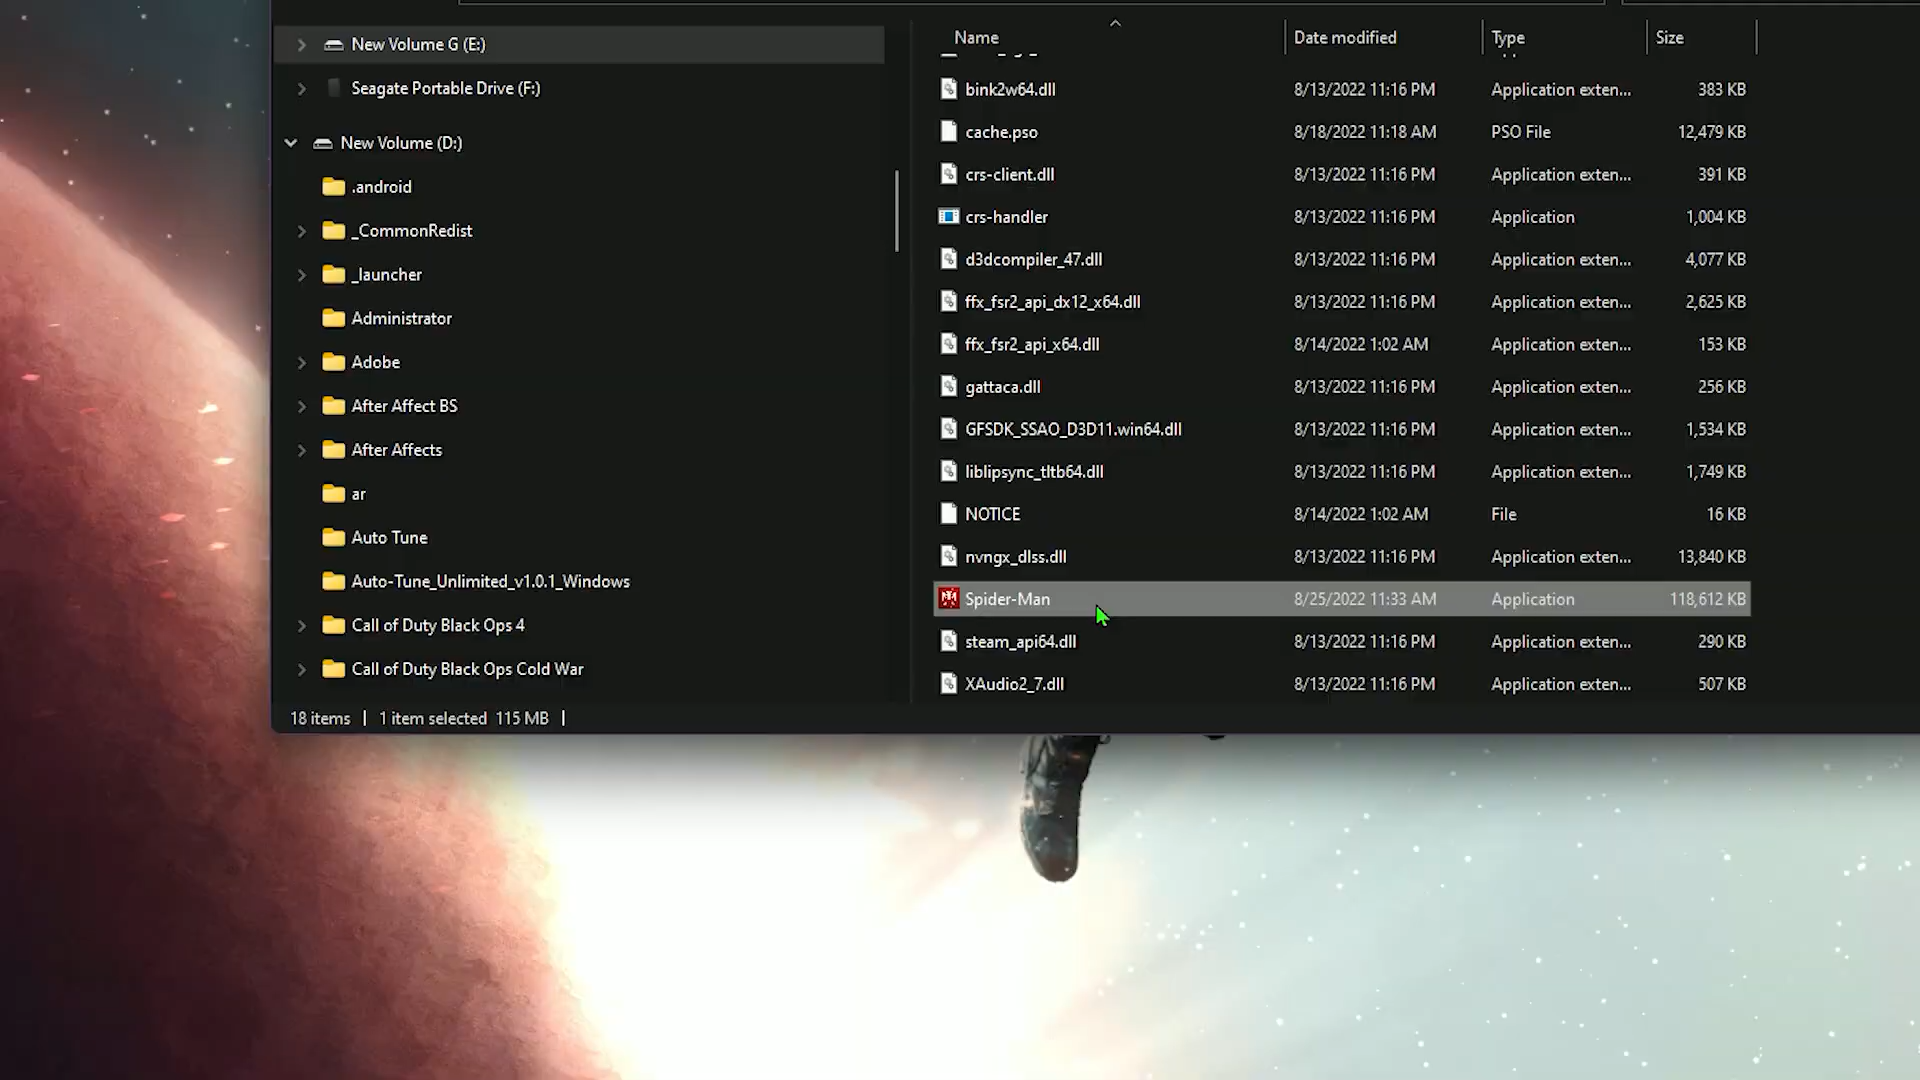 New Volume G (E:)
Seagate Portable Drive (F:)
New Volume (D:)
.android
_CommonRedist
_launcher
Administrator
Adobe
After Affect BS
After Affects
ar
Auto Tune
Auto-Tune_Unlimited_v1.0.1_Windows
Call of Duty Black Ops 4
Call of Duty Black Ops Cold War
Name Date modified Type Size
bink2w64.dll 8/13/2022 11:16 PM Application exten... 383 KB
cache.pso 8/18/2022 11:18 AM PSO File 12,479 KB
crs-client.dll 8/13/2022 11:16 PM Application exten... 391 KB
crs-handler 8/13/2022 11:16 PM Application 1,004 KB
d3dcompiler_47.dll 8/13/2022 11:16 PM Application exten... 4,077 KB
ffx_fsr2_api_dx12_x64.dll 8/13/2022 11:16 PM Application exten... 2,625 KB
ffx_fsr2_api_x64.dll 8/14/2022 1:02 AM Application exten... 153 KB
gattaca.dll 8/13/2022 11:16 PM Application exten... 256 KB
GFSDK_SSAO_D3D11.win64.dll 8/13/2022 11:16 PM Application exten... 1,534 KB
liblipsync_tltb64.dll 8/13/2022 11:16 PM Application exten... 1,749 KB
NOTICE 8/14/2022 1:02 AM File 16 KB
nvngx_dlss.dll 8/13/2022 11:16 PM Application exten... 13,840 KB
Spider-Man 8/25/2022 11:33 AM Application 118,612 KB
steam_api64.dll 8/13/2022 11:16 PM Application exten... 290 KB
XAudio2_7.dll 8/13/2022 11:16 PM Application exten... 507 KB
18 items | 1 item selected 115 MB |